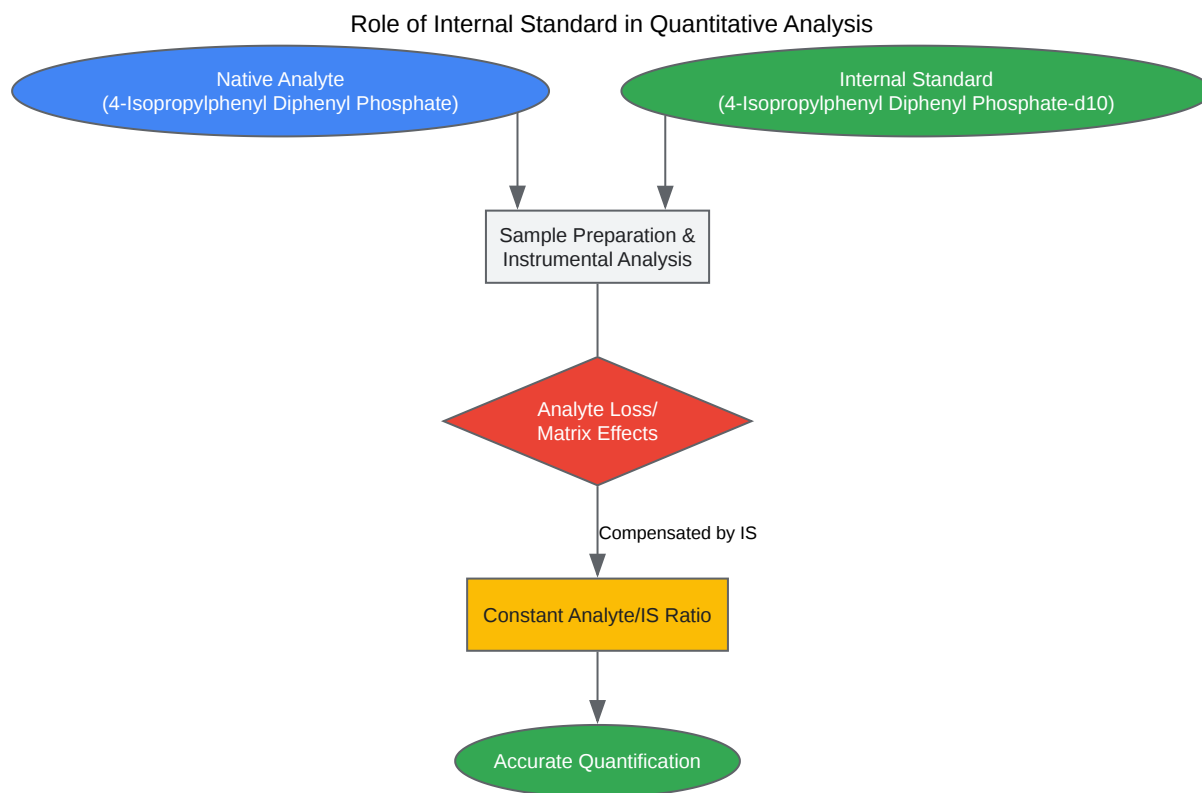 Role of Internal Standard in Quantitative Analysis
Native Analyte
(4-Isopropylphenyl Diphenyl Phosphate)
Internal Standard
(4-Isopropylphenyl Diphenyl Phosphate-d10)
Sample Preparation &
Instrumental Analysis
Analyte Loss/
Matrix Effects
Compensated by IS
Constant Analyte/IS Ratio
Accurate Quantification